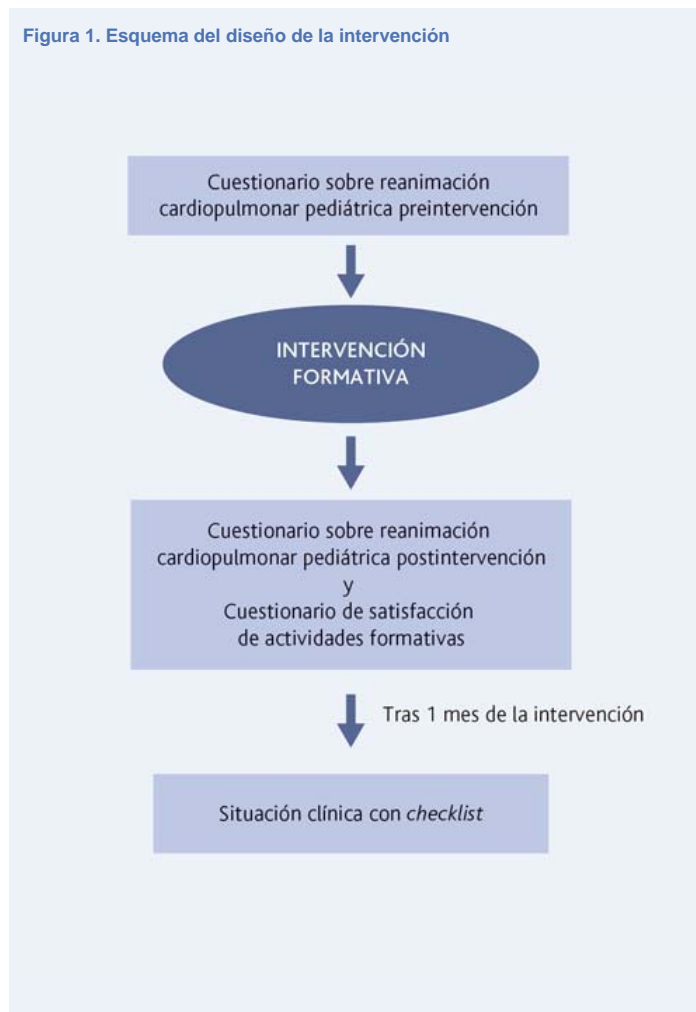 Figura 1. Esquema del diseño de la intervención
Cuestionario sobre reanimación
cardiopulmonar pediátrica preintervención
INTERVENCIÓN
FORMATIVA
Cuestionario sobre reanimación
cardiopulmonar pediátrica postintervención
y
Cuestionario de satisfacción
de actividades formativas
Tras 1 mes de la intervención
Situación clínica con checklist